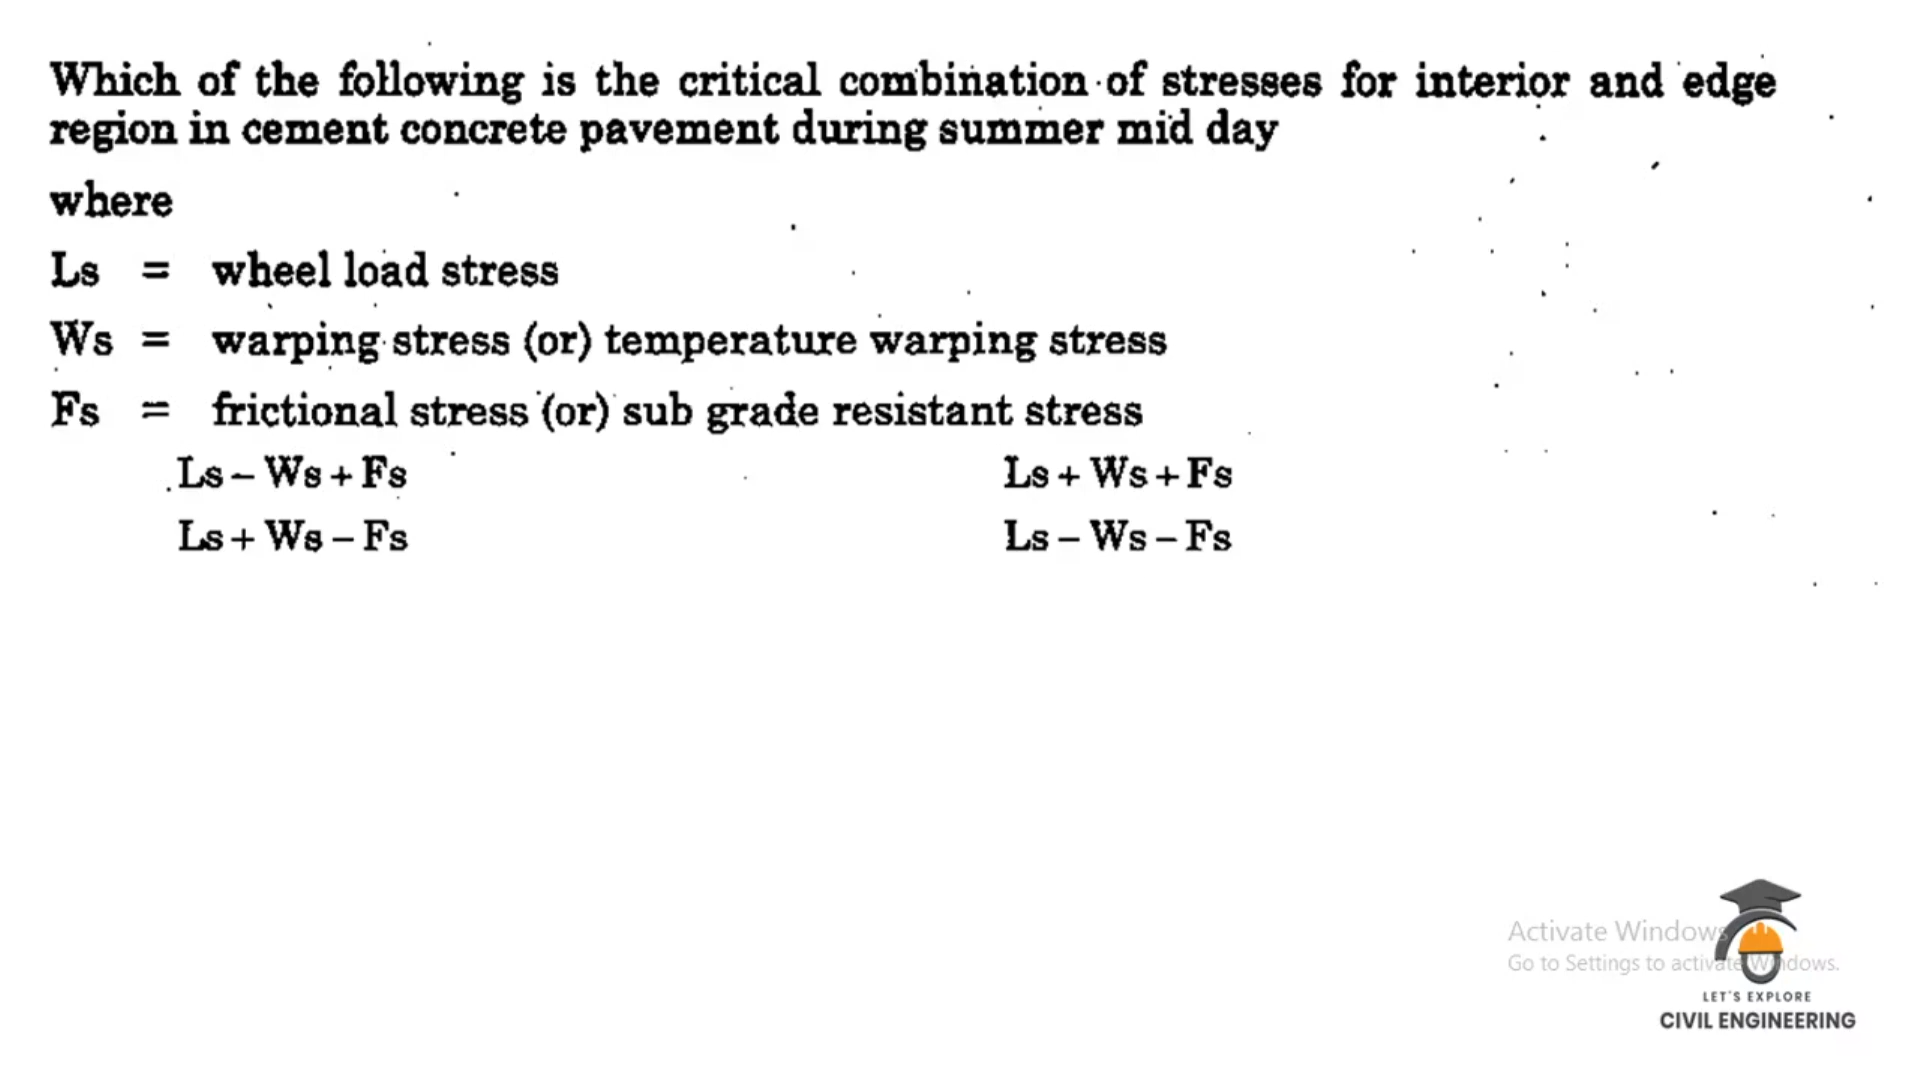 Which of the following is the critical combination of stresses for interior and edge
region in cement concrete pavement during summer mid day
where
Ls = wheel load stress
Ws = warping stress (or) temperature warping stress
Fs = frictional stress (or) sub grade resistant stress
Ls – Ws + Fs Ls + Ws + Fs
Ls + Ws – Fs Ls – Ws – Fs
Activate Windows
Go to Settings to activate Windows.
LET'S EXPLORE
CIVIL ENGINEERING